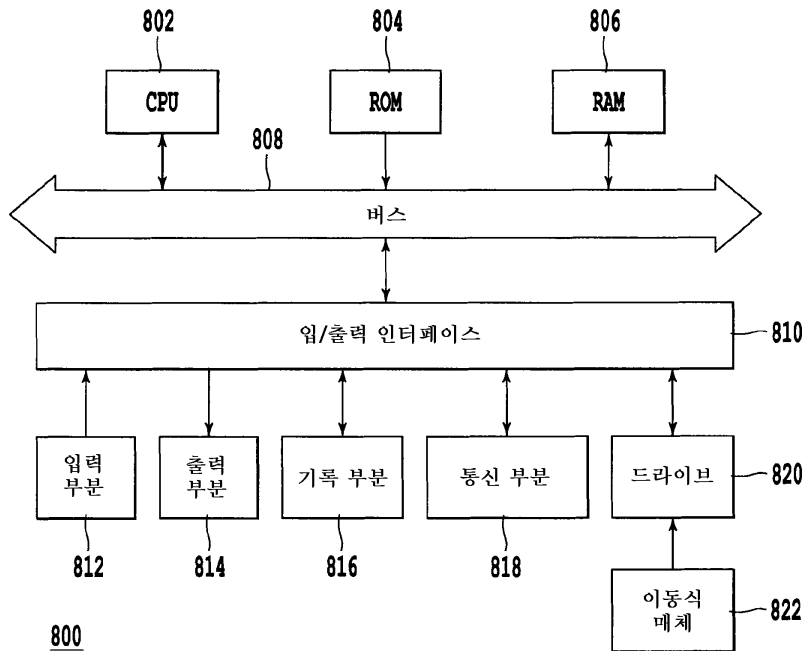 802
804
806
CPU
ROM
RAM
808
버스
입/출력 인터페이스
810
입력
부분
출력
부분
기록 부분
통신 부분
드라이브
820
812
814
816
818
이동식
매체
822
800